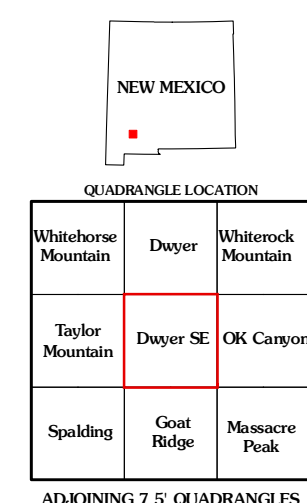 NEW MEXICO
QUADRANGLE LOCATION
Whitehorse
Mountain
Dwyer
Whiterock
Mountain
Taylor
Mountain
Dwyer SE
OK Canyon
Spalding
Goat
Ridge
Massacre
Peak
ADJOINING 7.5' QUADRANGLES